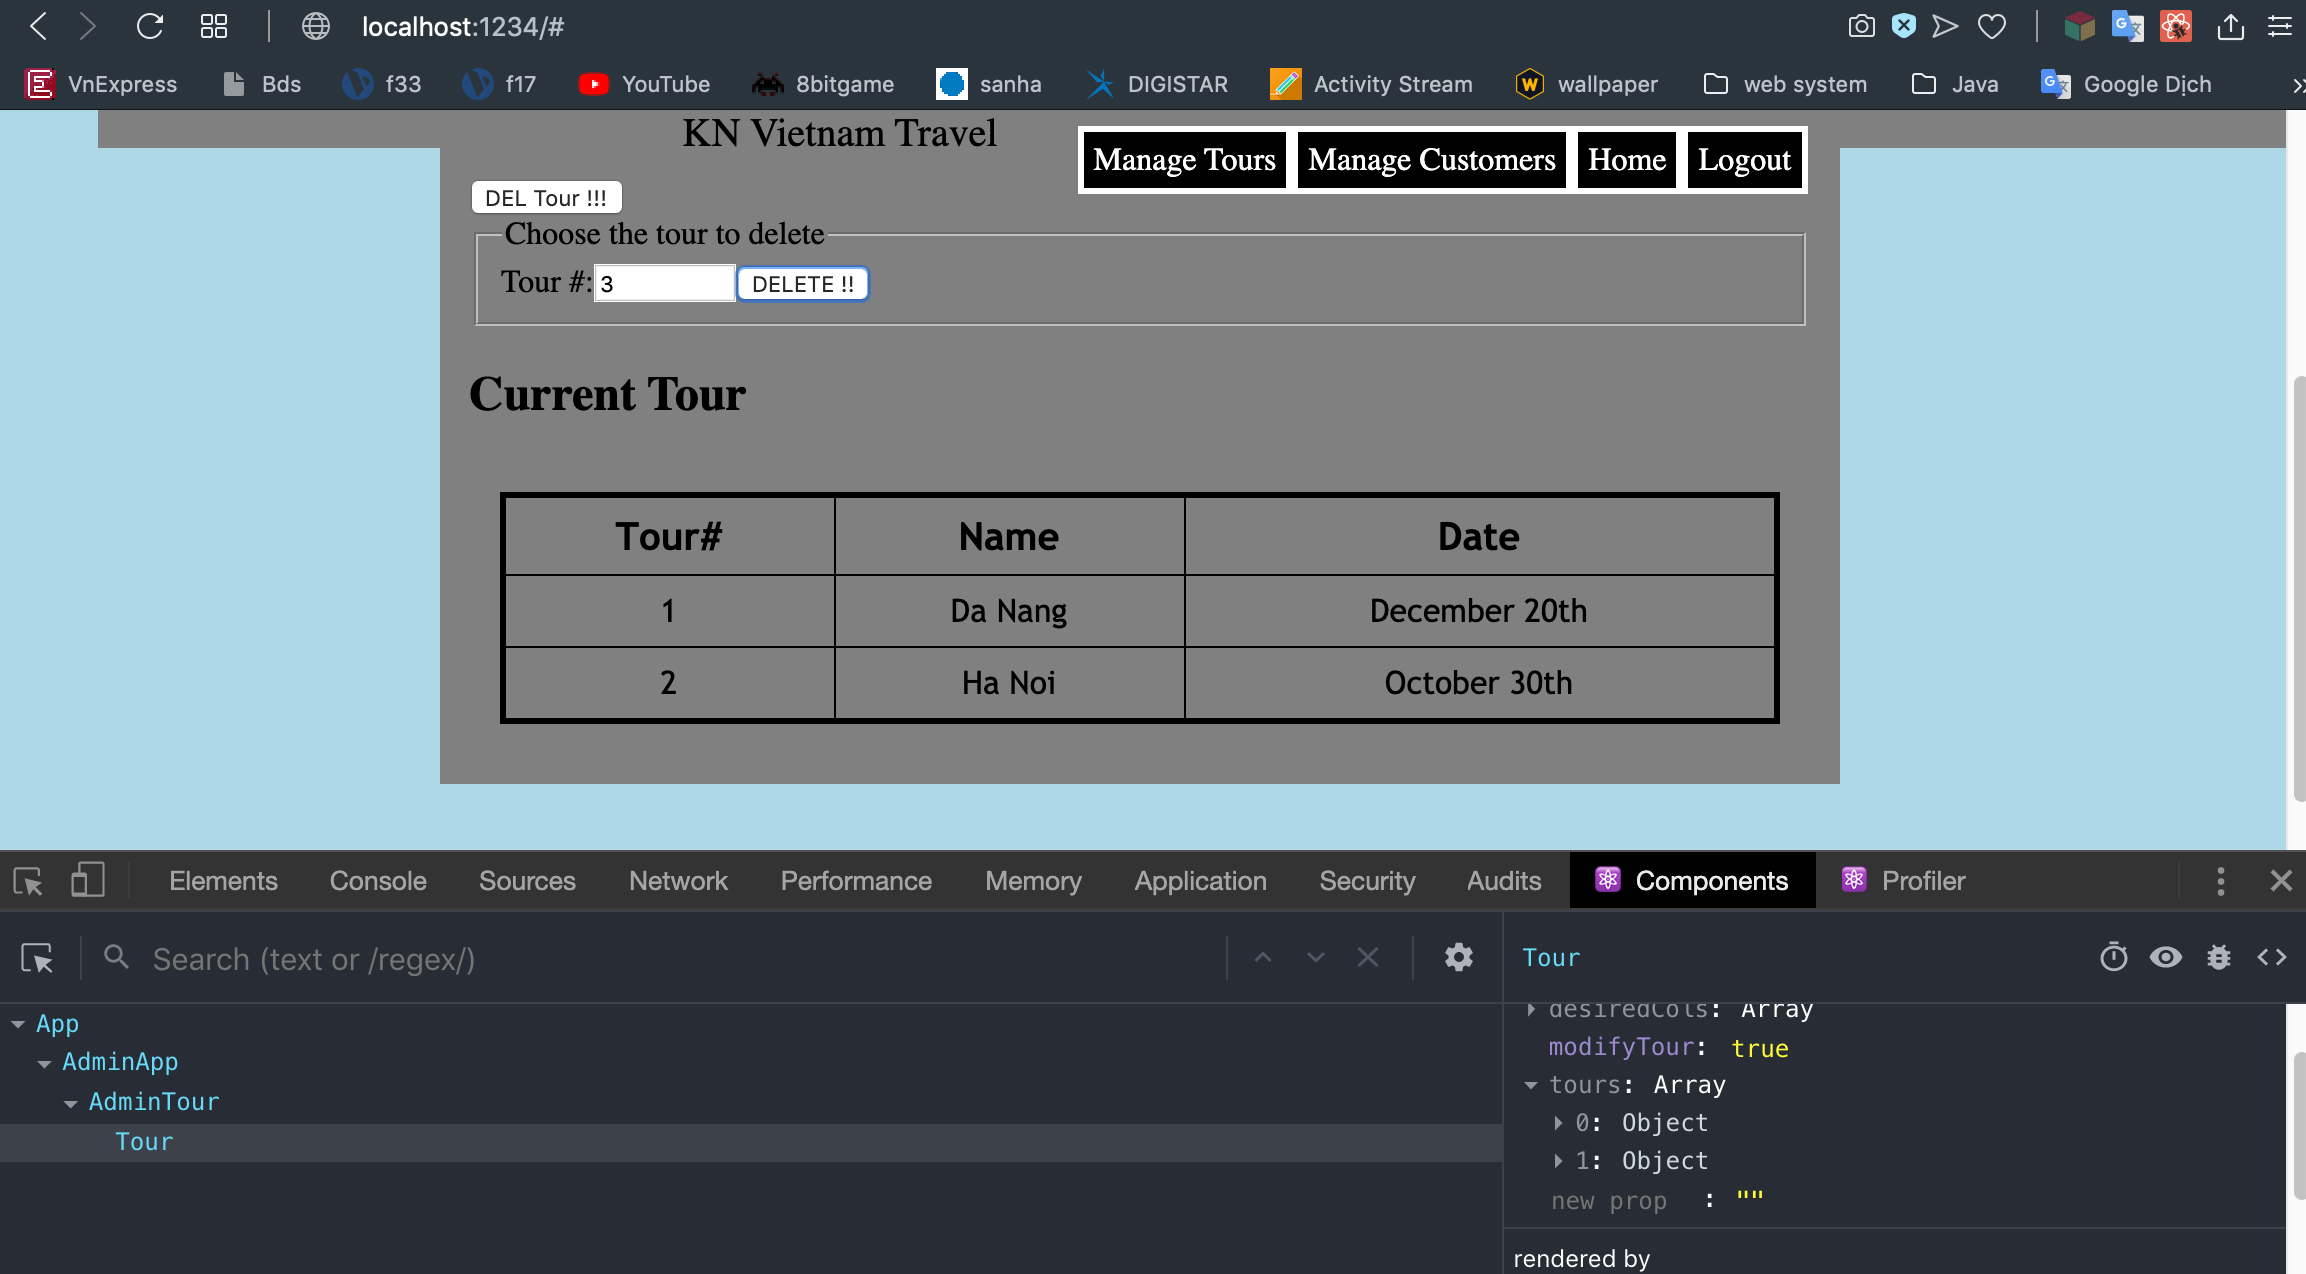 localhost:1234/#
VnExpress Bds f33 f17 YouTube 8bitgame sanha DIGISTAR Activity Stream W wallpaper web system Java Google Dịch »
KN Vietnam Travel
Manage Tours Manage Customers Home Logout
DEL Tour !!!
Choose the tour to delete
Tour #: 3 DELETE !!
Current Tour
Tour# Name Date
1 Da Nang December 20th
2 Ha Noi October 30th
Elements Console Sources Network Performance Memory Application Security Audits Components Profiler
Search (text or /regex/)
Tour
App
AdminApp
AdminTour
Tour
desiredCols: Array
modifyTour: true
tours: Array
0: Object
1: Object
new prop : ""
rendered by